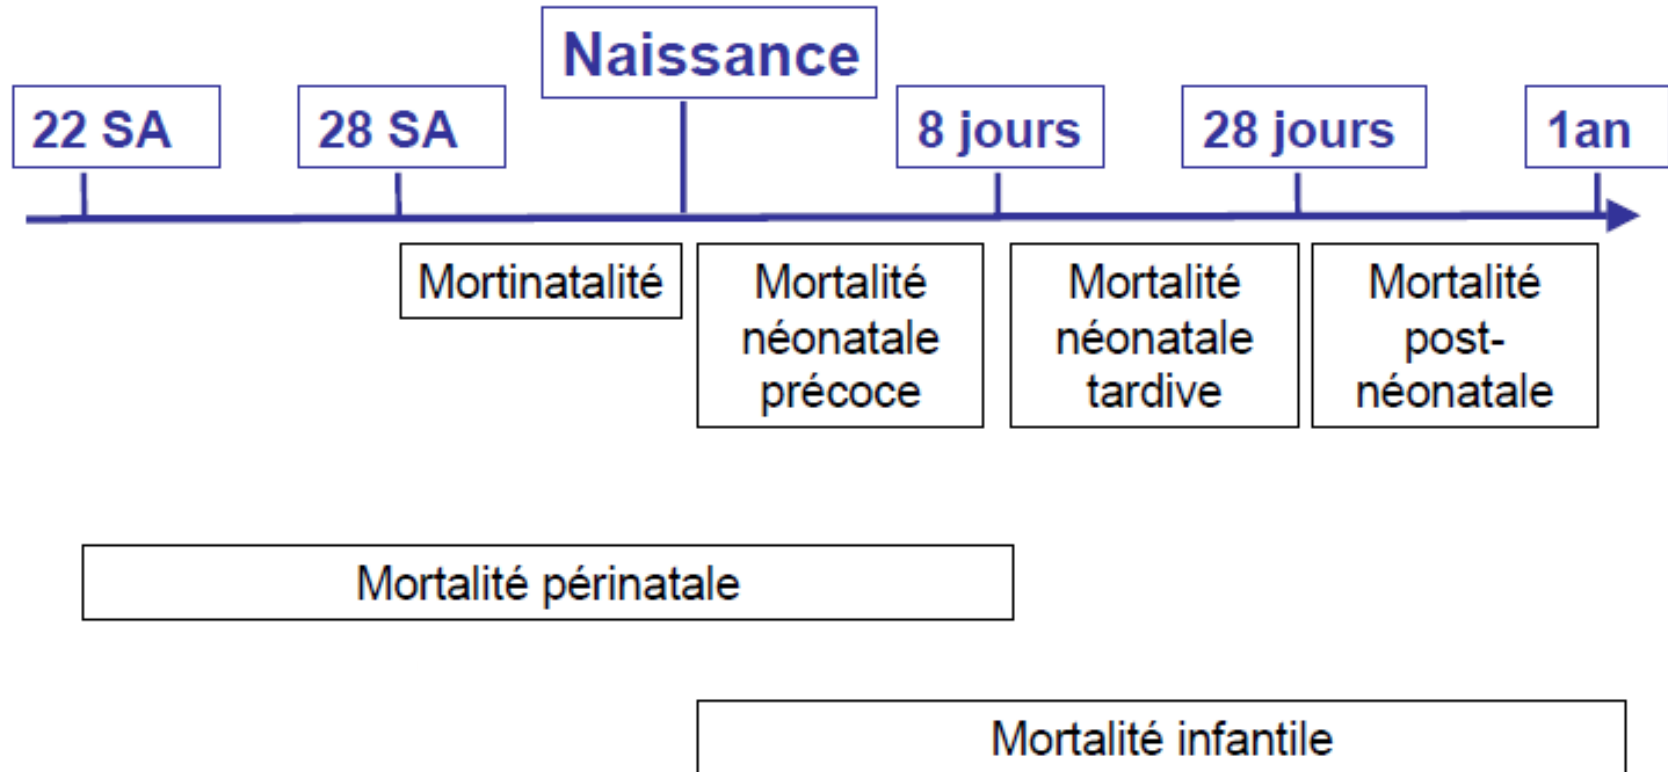 Naissance
22 SA
28 SA
8 jours
28 jours
1an
Mortinatalité
Mortalité
néonatale
précoce
Mortalité
néonatale
tardive
Mortalité
post-
néonatale
Mortalité périnatale
Mortalité infantile